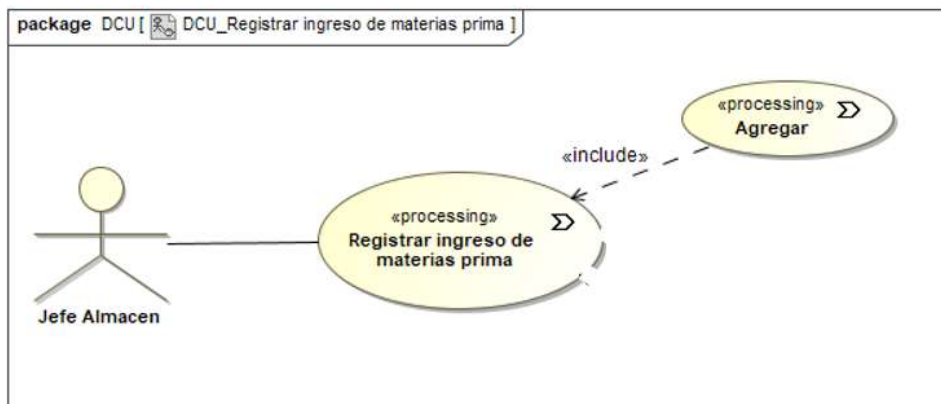 package DCU [ DCU_Registrar ingreso de materias prima ]
«processing»
Agregar
«include»
«processing»
Registrar ingreso de
materias prima
Jefe Almacen